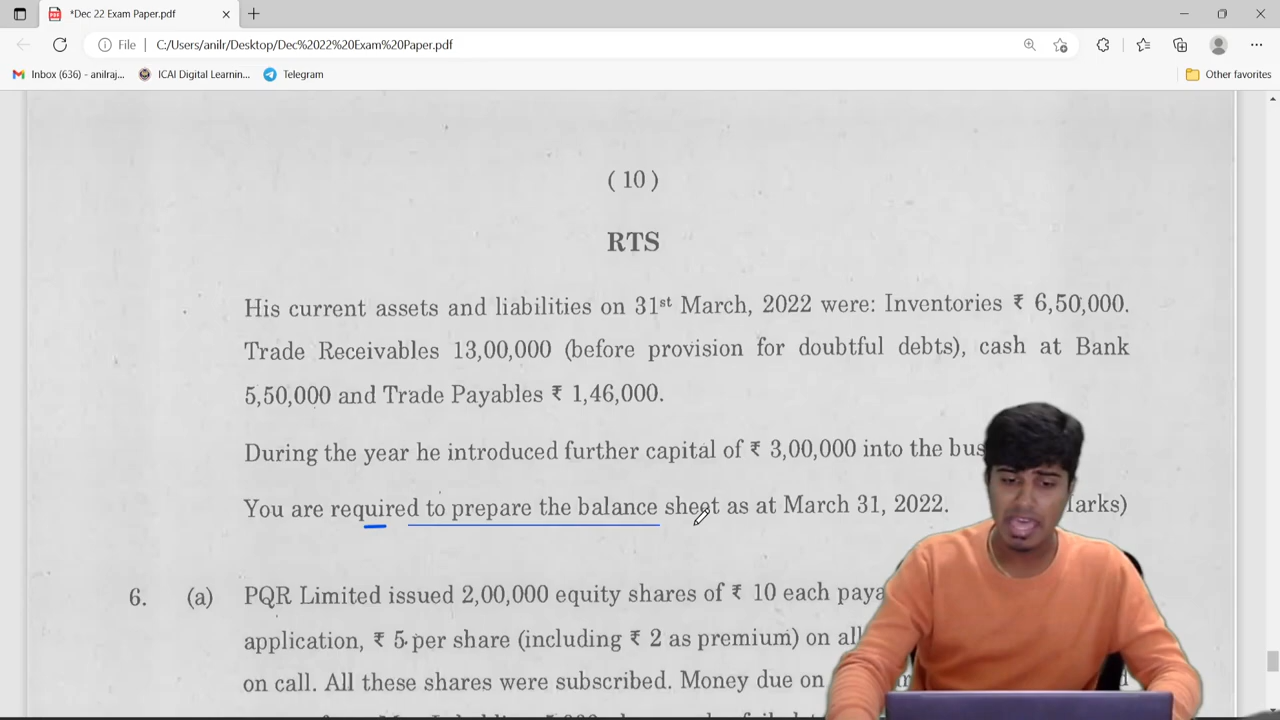 *Dec 22 Exam Paper.pdf
File C:/Users/anilr/Desktop/Dec%2022%20Exam%20Paper.pdf
Inbox (636) - anilraj... ICAI Digital Learnin... Telegram Other favorites
( 10 )
RTS
His current assets and liabilities on 31st March, 2022 were: Inventories ₹ 6,50,000.
Trade Receivables 13,00,000 (before provision for doubtful debts), cash at Bank
5,50,000 and Trade Payables ₹ 1,46,000.
During the year he introduced further capital of ₹ 3,00,000 into the bus
You are required to prepare the balance sheet as at March 31, 2022. arks)
6. (a) PQR Limited issued 2,00,000 equity shares of ₹ 10 each paya
application, ₹ 5 per share (including ₹ 2 as premium) on all
on call. All these shares were subscribed. Money due on